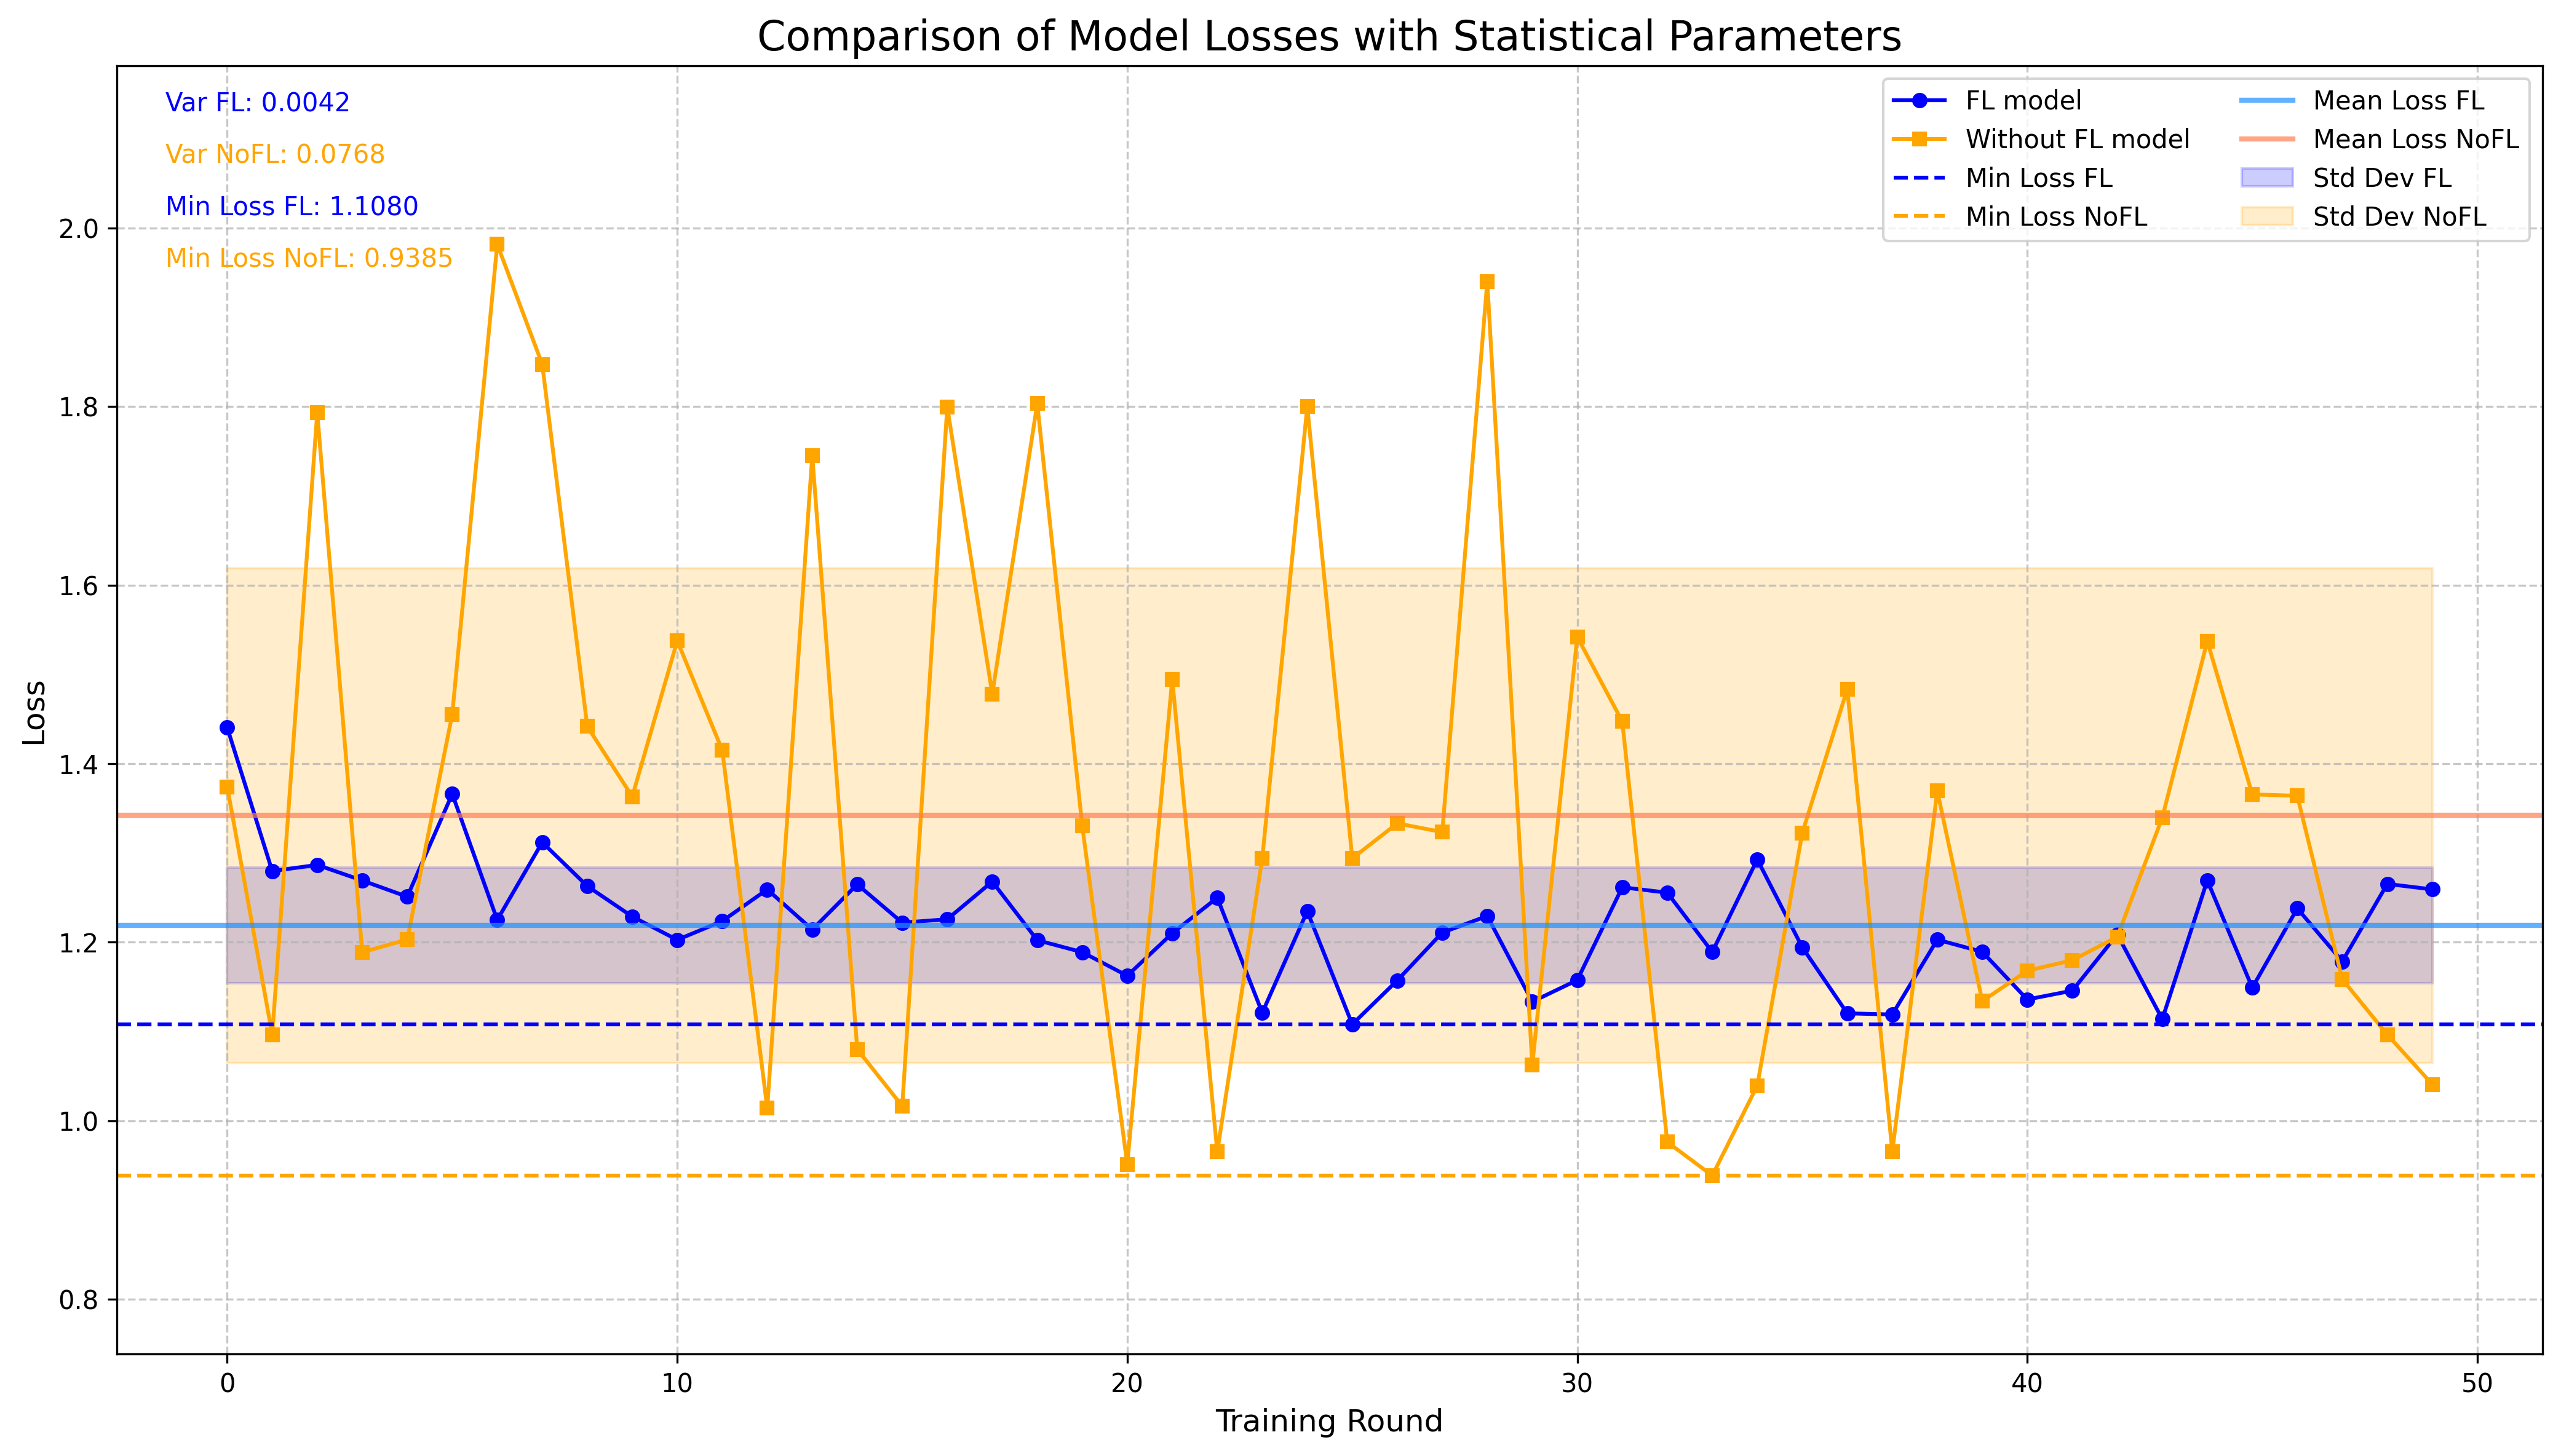 Comparison of Model Losses with Statistical Parameters
Var FL: 0.0042
Var NoFL: 0.0768
Min Loss FL: 1.1080
Min Loss NoFL: 0.9385
FL model
Without FL model
Min Loss FL
Min Loss NoFL
Mean Loss FL
Mean Loss NoFL
Std Dev FL
Std Dev NoFL
Loss
2.0
1.8
1.6
1.4
1.2
1.0
0.8
0 10 20 30 40 50
Training Round